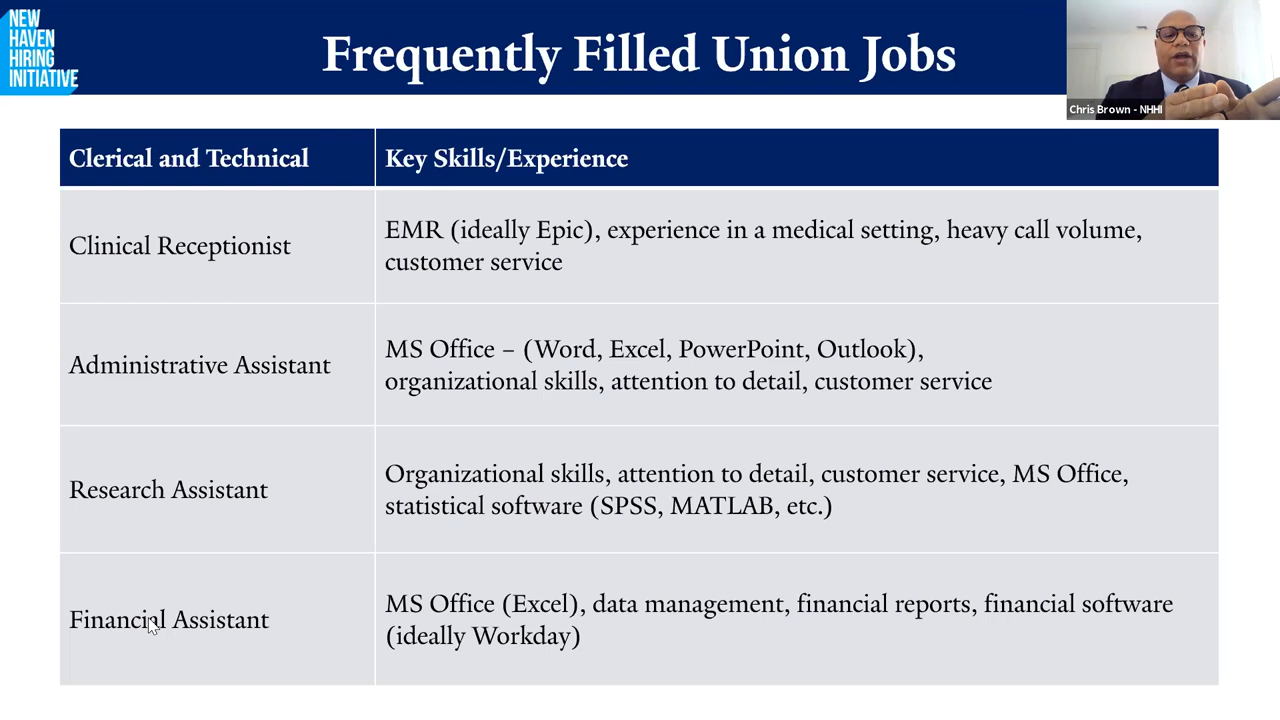 NEW
HAVEN
HIRING
INITIATIVE
Frequently Filled Union Jobs
Chris Brown - NHHI
Clerical and Technical
Key Skills/Experience
Clinical Receptionist
EMR (ideally Epic), experience in a medical setting, heavy call volume,
customer service
Administrative Assistant
MS Office – (Word, Excel, PowerPoint, Outlook),
organizational skills, attention to detail, customer service
Research Assistant
Organizational skills, attention to detail, customer service, MS Office,
statistical software (SPSS, MATLAB, etc.)
Financial Assistant
MS Office (Excel), data management, financial reports, financial software
(ideally Workday)